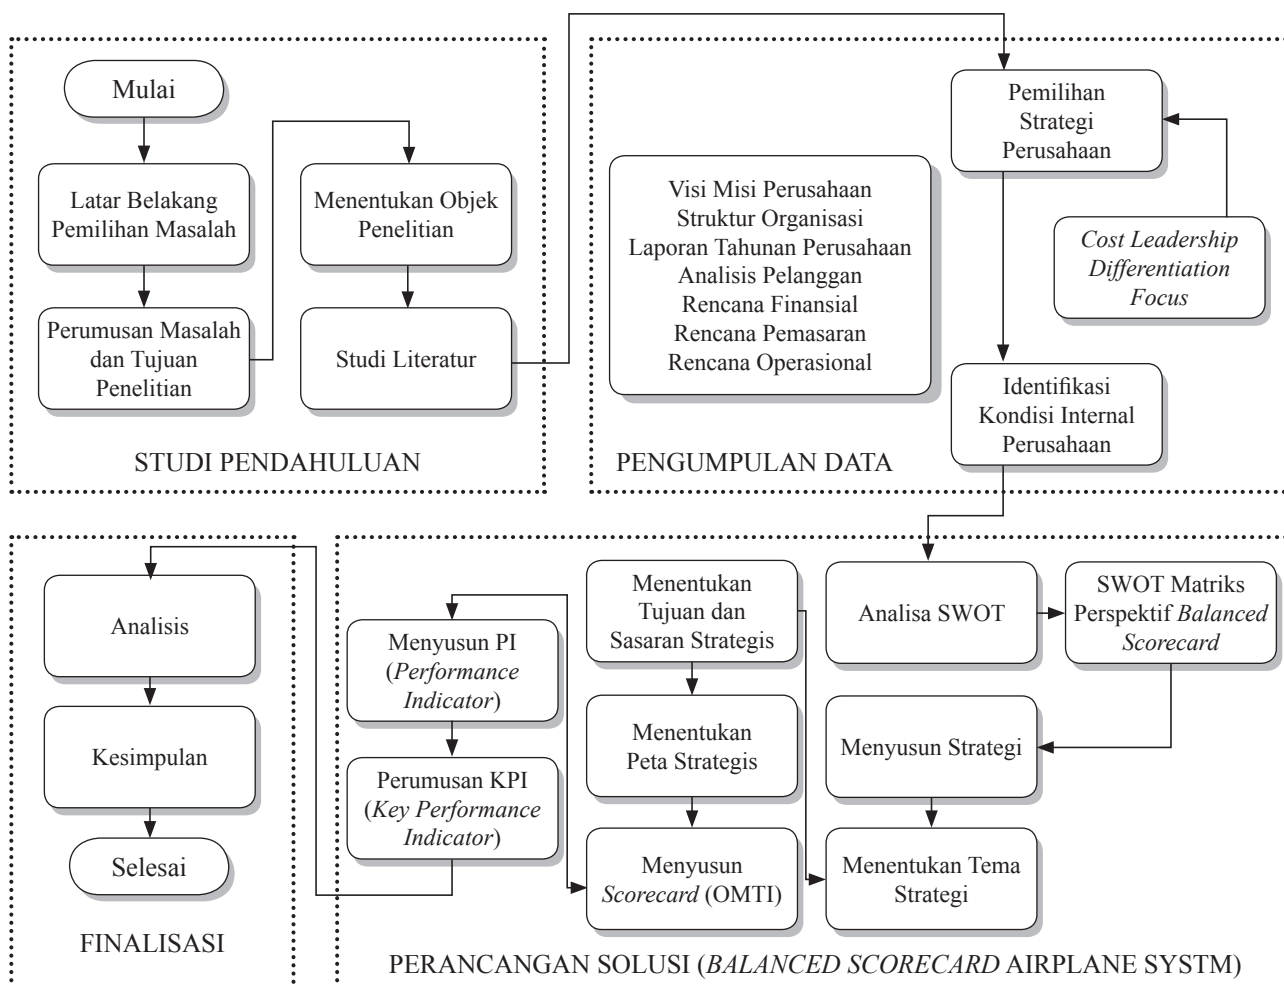 Mulai
Latar Belakang
Pemilihan Masalah
Perumusan Masalah
dan Tujuan
Penelitian
Menentukan Objek
Penelitian
Studi Literatur
STUDI PENDAHULUAN
Visi Misi Perusahaan
Struktur Organisasi
Laporan Tahunan Perusahaan
Analisis Pelanggan
Rencana Finansial
Rencana Pemasaran
Rencana Operasional
Pemilihan
Strategi
Perusahaan
Cost Leadership
Differentiation
Focus
Identifikasi
Kondisi Internal
Perusahaan
PENGUMPULAN DATA
Analisa SWOT
SWOT Matriks
Perspektif Balanced
Scorecard
Menyusun Strategi
Menentukan Tema
Strategi
Menentukan
Tujuan dan
Sasaran Strategis
Menentukan
Peta Strategis
Menyusun
Scorecard (OMTI)
Menyusun PI
(Performance
Indicator)
Perumusan KPI
(Key Performance
Indicator)
PERANCANGAN SOLUSI (BALANCED SCORECARD AIRPLANE SYSTM)
Analisis
Kesimpulan
Selesai
FINALISASI